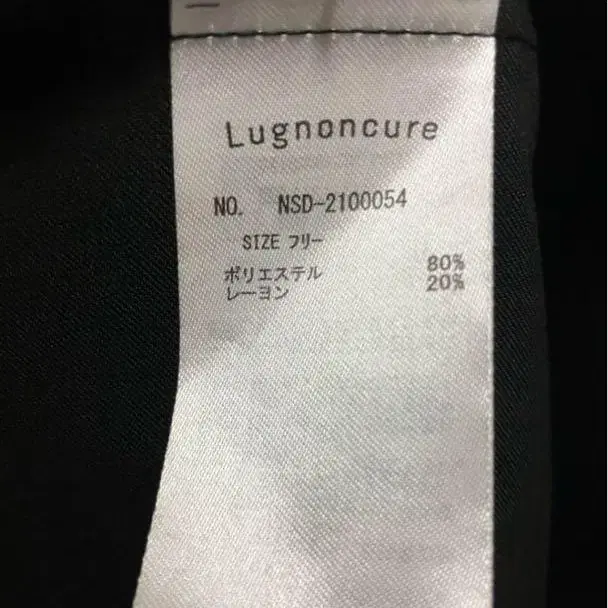 Lugnoncure
NO. NSD-2100054
SIZE フリー
ポリエステル 80%
レーヨン 20%